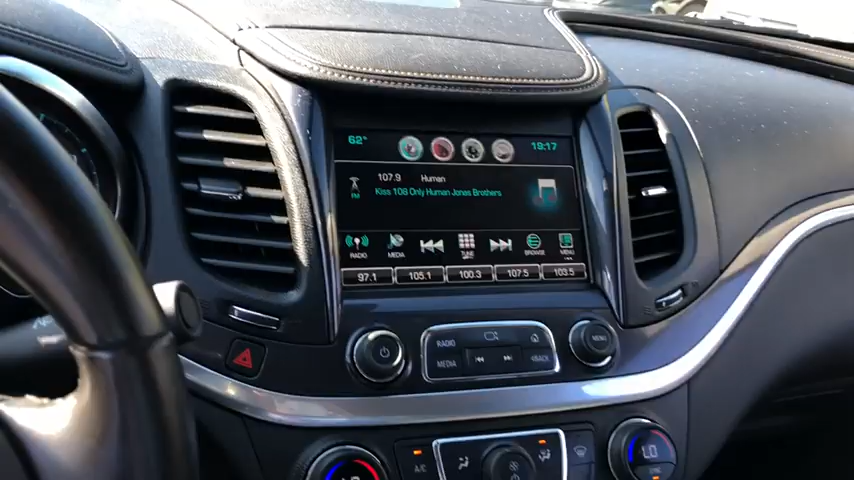 62°
19:17
107.9 Human
FM Kiss 108 Only Human Jonas Brothers
RADIO MEDIA TUNE BROWSE MENU
97.1 105.1 100.3 107.5 103.5
RADIO
MENU
MEDIA BACK
A/C
LO
SYNC